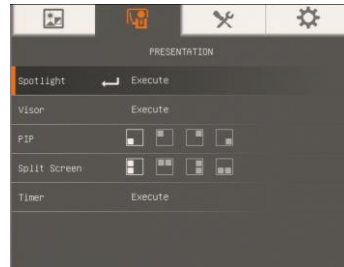 PRESENTATION
Spotlight Execute
Visor Execute
PIP
Split Screen
Timer Execute